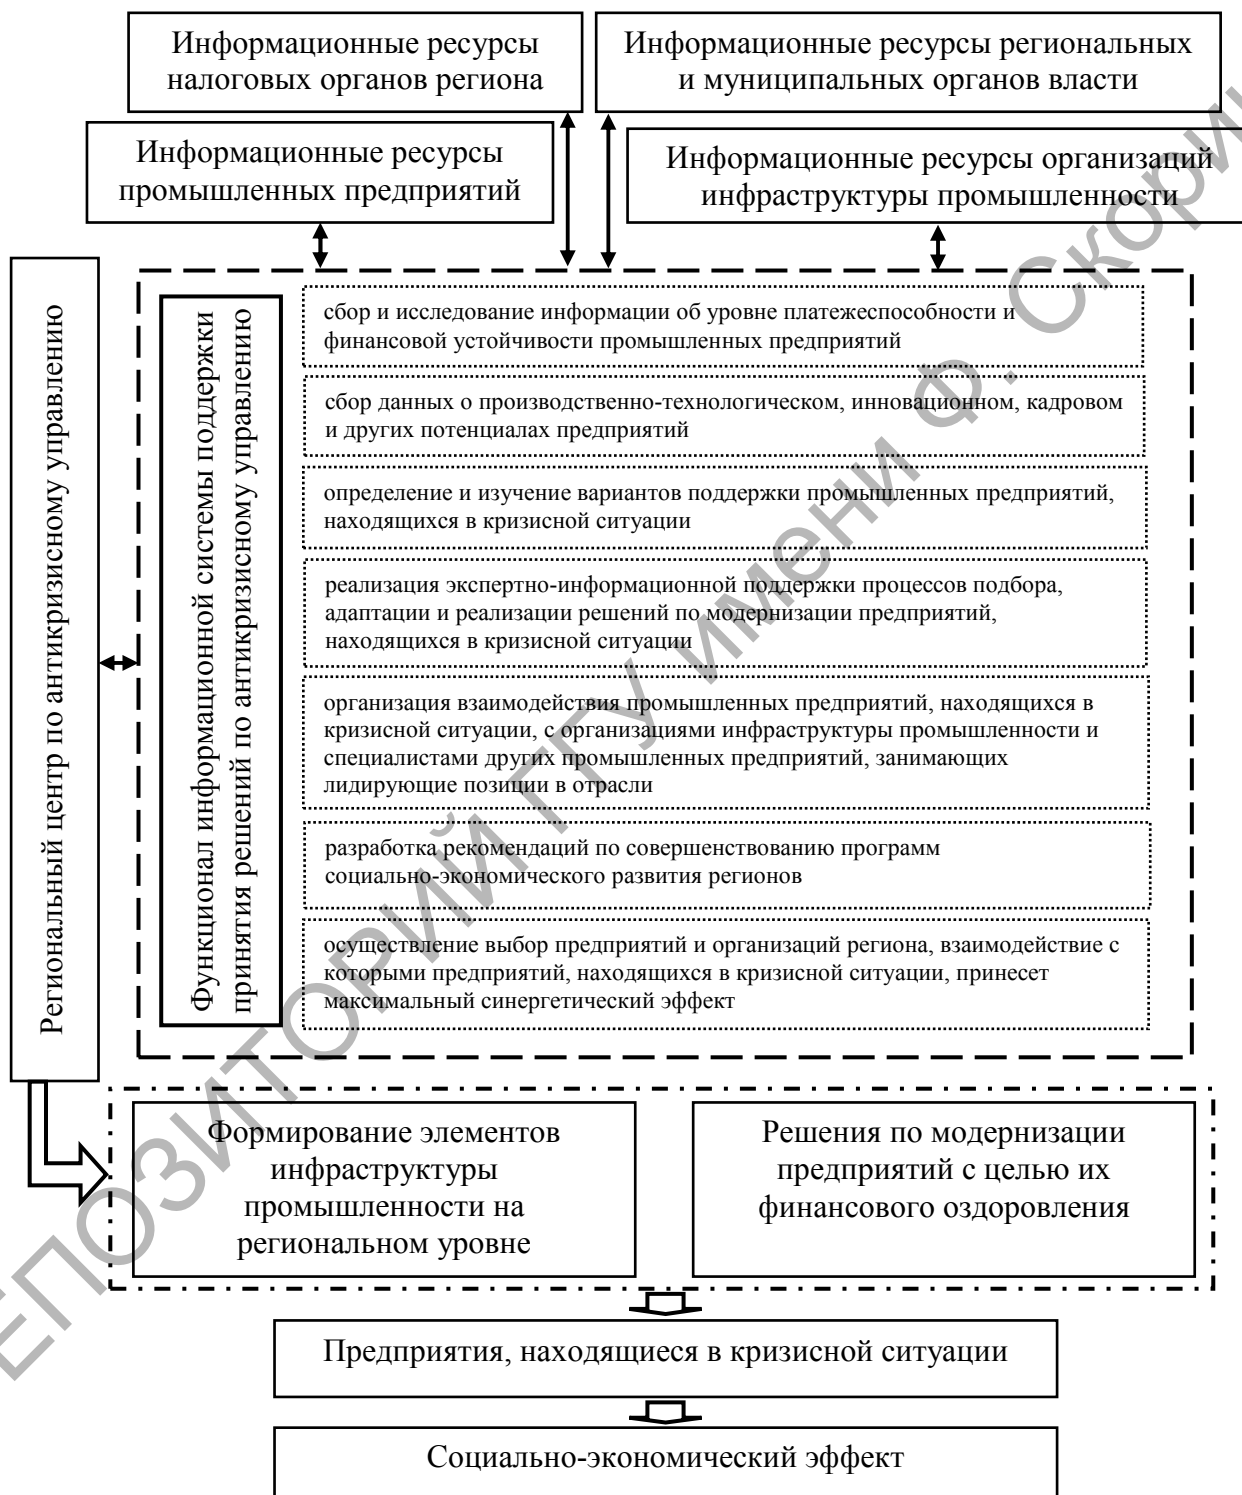 Информационные ресурсы
налоговых органов региона
Информационные ресурсы региональных
и муниципальных органов власти
Информационные ресурсы
промышленных предприятий
Информационные ресурсы организаций
инфраструктуры промышленности
Региональный центр по антикризисному управлению
Функционал информационной системы поддержки
принятия решений по антикризисному управлению
сбор и исследование информации об уровне платежеспособности и
финансовой устойчивости промышленных предприятий
сбор данных о производственно-технологическом, инновационном, кадровом
и других потенциалах предприятий
определение и изучение вариантов поддержки промышленных предприятий,
находящихся в кризисной ситуации
реализация экспертно-информационной поддержки процессов подбора,
адаптации и реализации решений по модернизации предприятий,
находящихся в кризисной ситуации
организация взаимодействия промышленных предприятий, находящихся в
кризисной ситуации, с организациями инфраструктуры промышленности и
специалистами других промышленных предприятий, занимающих
лидирующие позиции в отрасли
разработка рекомендаций по совершенствованию программ
социально-экономического развития регионов
осуществление выбор предприятий и организаций региона, взаимодействие с
которыми предприятий, находящихся в кризисной ситуации, принесет
максимальный синергетический эффект
Формирование элементов
инфраструктуры
промышленности на
региональном уровне
Решения по модернизации
предприятий с целью их
финансового оздоровления
Предприятия, находящиеся в кризисной ситуации
Социально-экономический эффект
ЕПОЗИТОРИЙ ГГУ имени Ф. Скорин